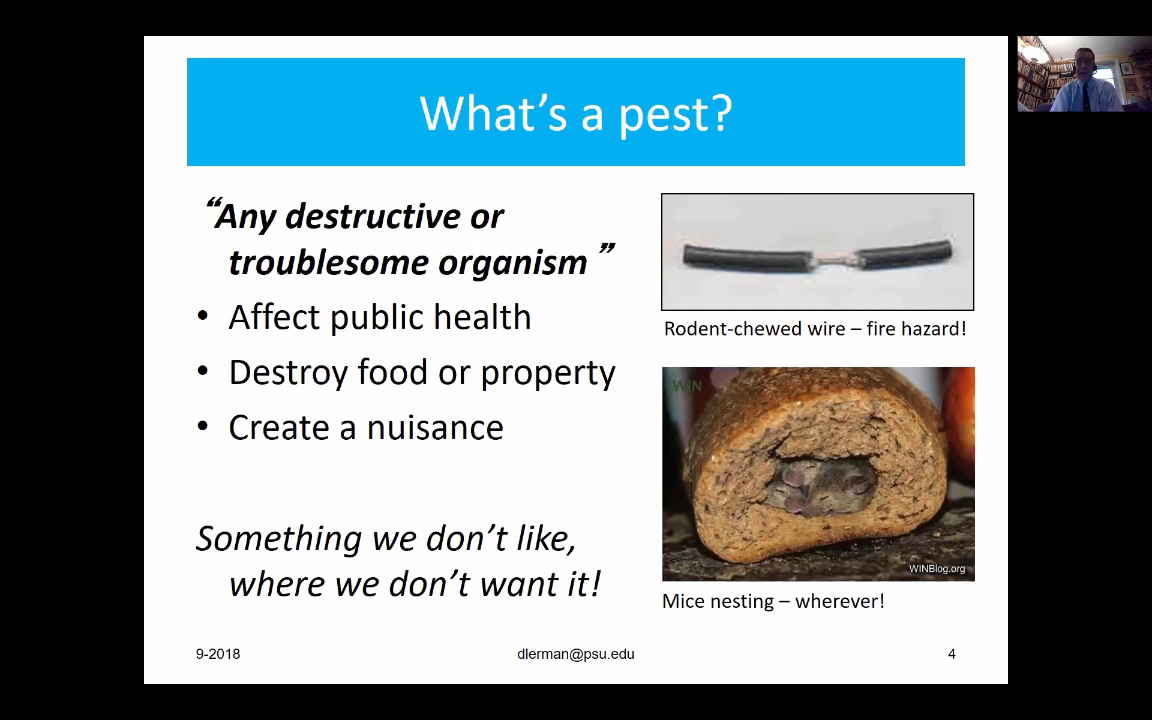 What’s a pest?
“Any destructive or
troublesome organism ”
• Affect public health
• Destroy food or property
• Create a nuisance
Something we don’t like,
where we don’t want it!
Rodent-chewed wire – fire hazard!
WIN
WINBlog.org
Mice nesting – wherever!
9-2018
dlerman@psu.edu
4